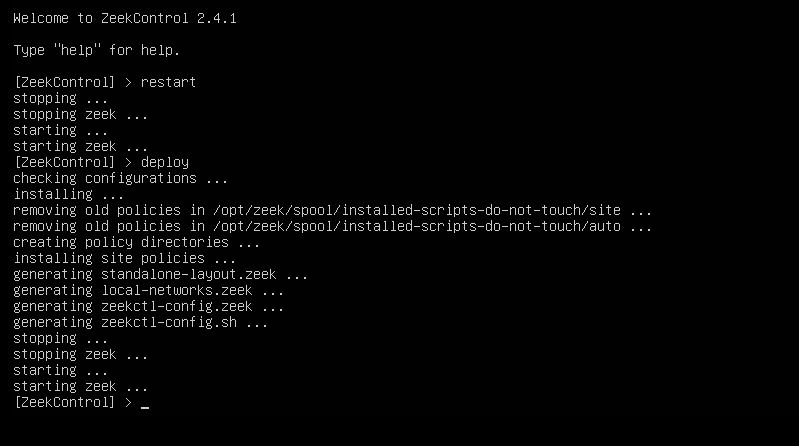 Welcome to ZeekControl 2.4.1
Type "help" for help.
[ZeekControl] > restart
stopping ...
stopping zeek ...
starting ...
starting zeek ...
[ZeekControl] > deploy
checking configurations ...
installing ...
removing old policies in /opt/zeek/spool/installed-scripts-do-not-touch/site ...
removing old policies in /opt/zeek/spool/installed-scripts-do-not-touch/auto ...
creating policy directories ...
installing site policies ...
generating standalone-layout.zeek ...
generating local-networks.zeek ...
generating zeekctl-config.zeek ...
generating zeekctl-config.sh ...
stopping ...
stopping zeek ...
starting ...
starting zeek ...
[ZeekControl] > _